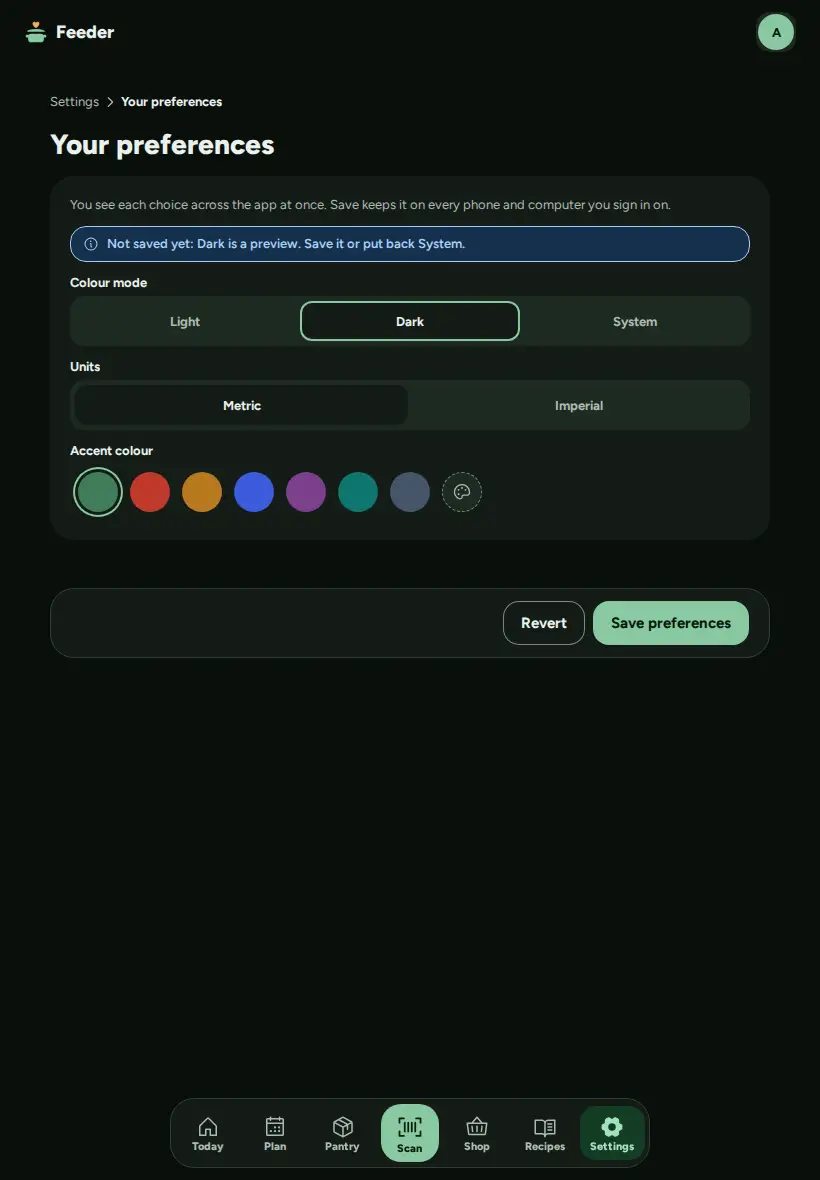 Feeder
A
Settings
Your preferences
Your preferences
You see each choice across the app at once. Save keeps it on every phone and computer you sign in on.
Not saved yet: Dark is a preview. Save it or put back System.
Colour mode
Light
Dark
System
Units
Metric
Imperial
Accent colour
Revert
Save preferences
Today
Plan
Pantry
Scan
Shop
Recipes
Settings